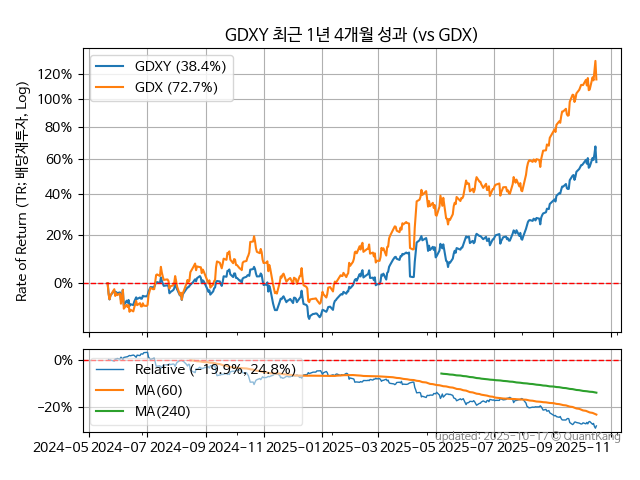 GDXY 최근 1년 4개월 성과 (vs GDX)
Rate of Return (TR: 배당재투자, Log)
GDXY (38.4%)
GDX (72.7%)
120%
100%
80%
60%
40%
20%
0%
0%
−20%
Relative (−19.9%, 24.8%)
MA(60)
MA(240)
updated: 2025-10-17 © QuantKang
2024-05 2024-07 2024-09 2024-11 2025-01 2025-03 2025-05 2025-07 2025-09 2025-11